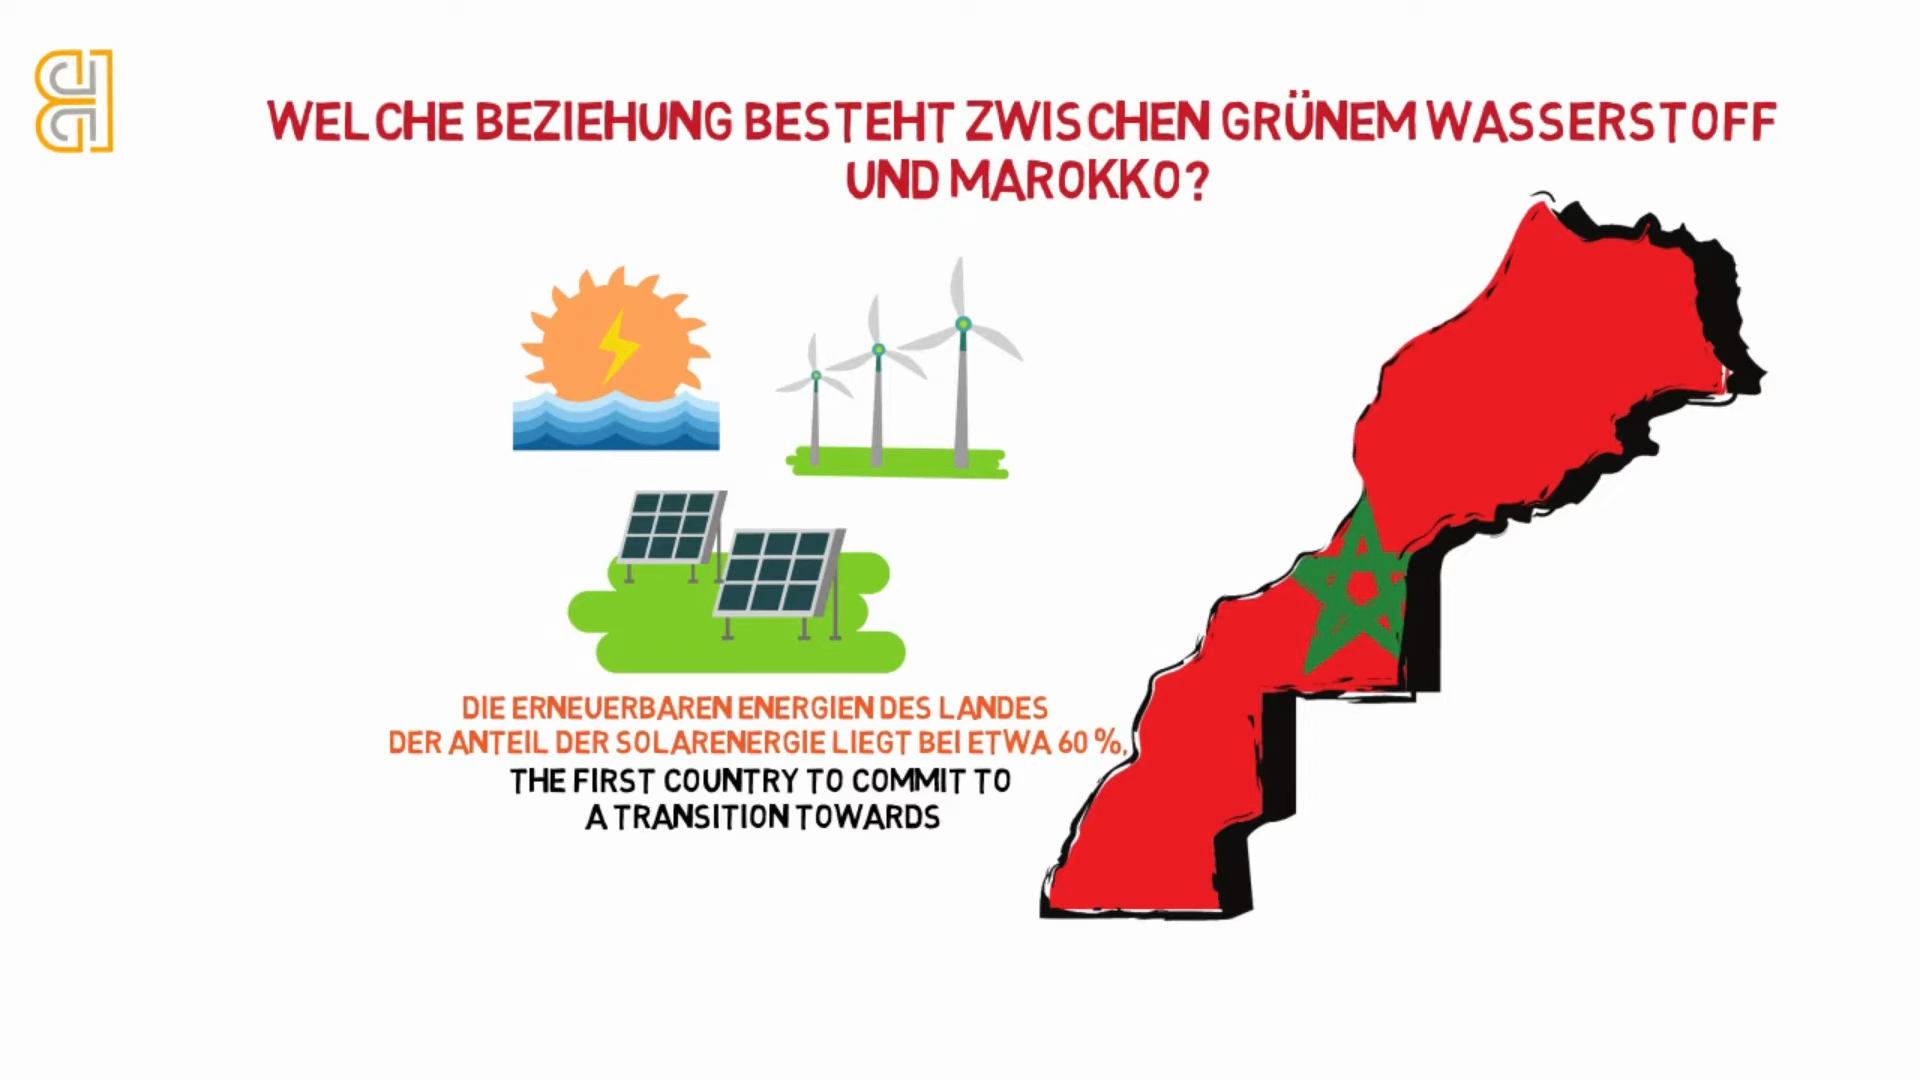 WELCHE BEZIEHUNG BESTEHT ZWISCHEN GRÜNEM WASSERSTOFF
UND MAROKKO?
DIE ERNEUERBAREN ENERGIEN DES LANDES
DER ANTEIL DER SOLARENERGIE LIEGT BEI ETWA 60 %,
THE FIRST COUNTRY TO COMMIT TO
A TRANSITION TOWARDS